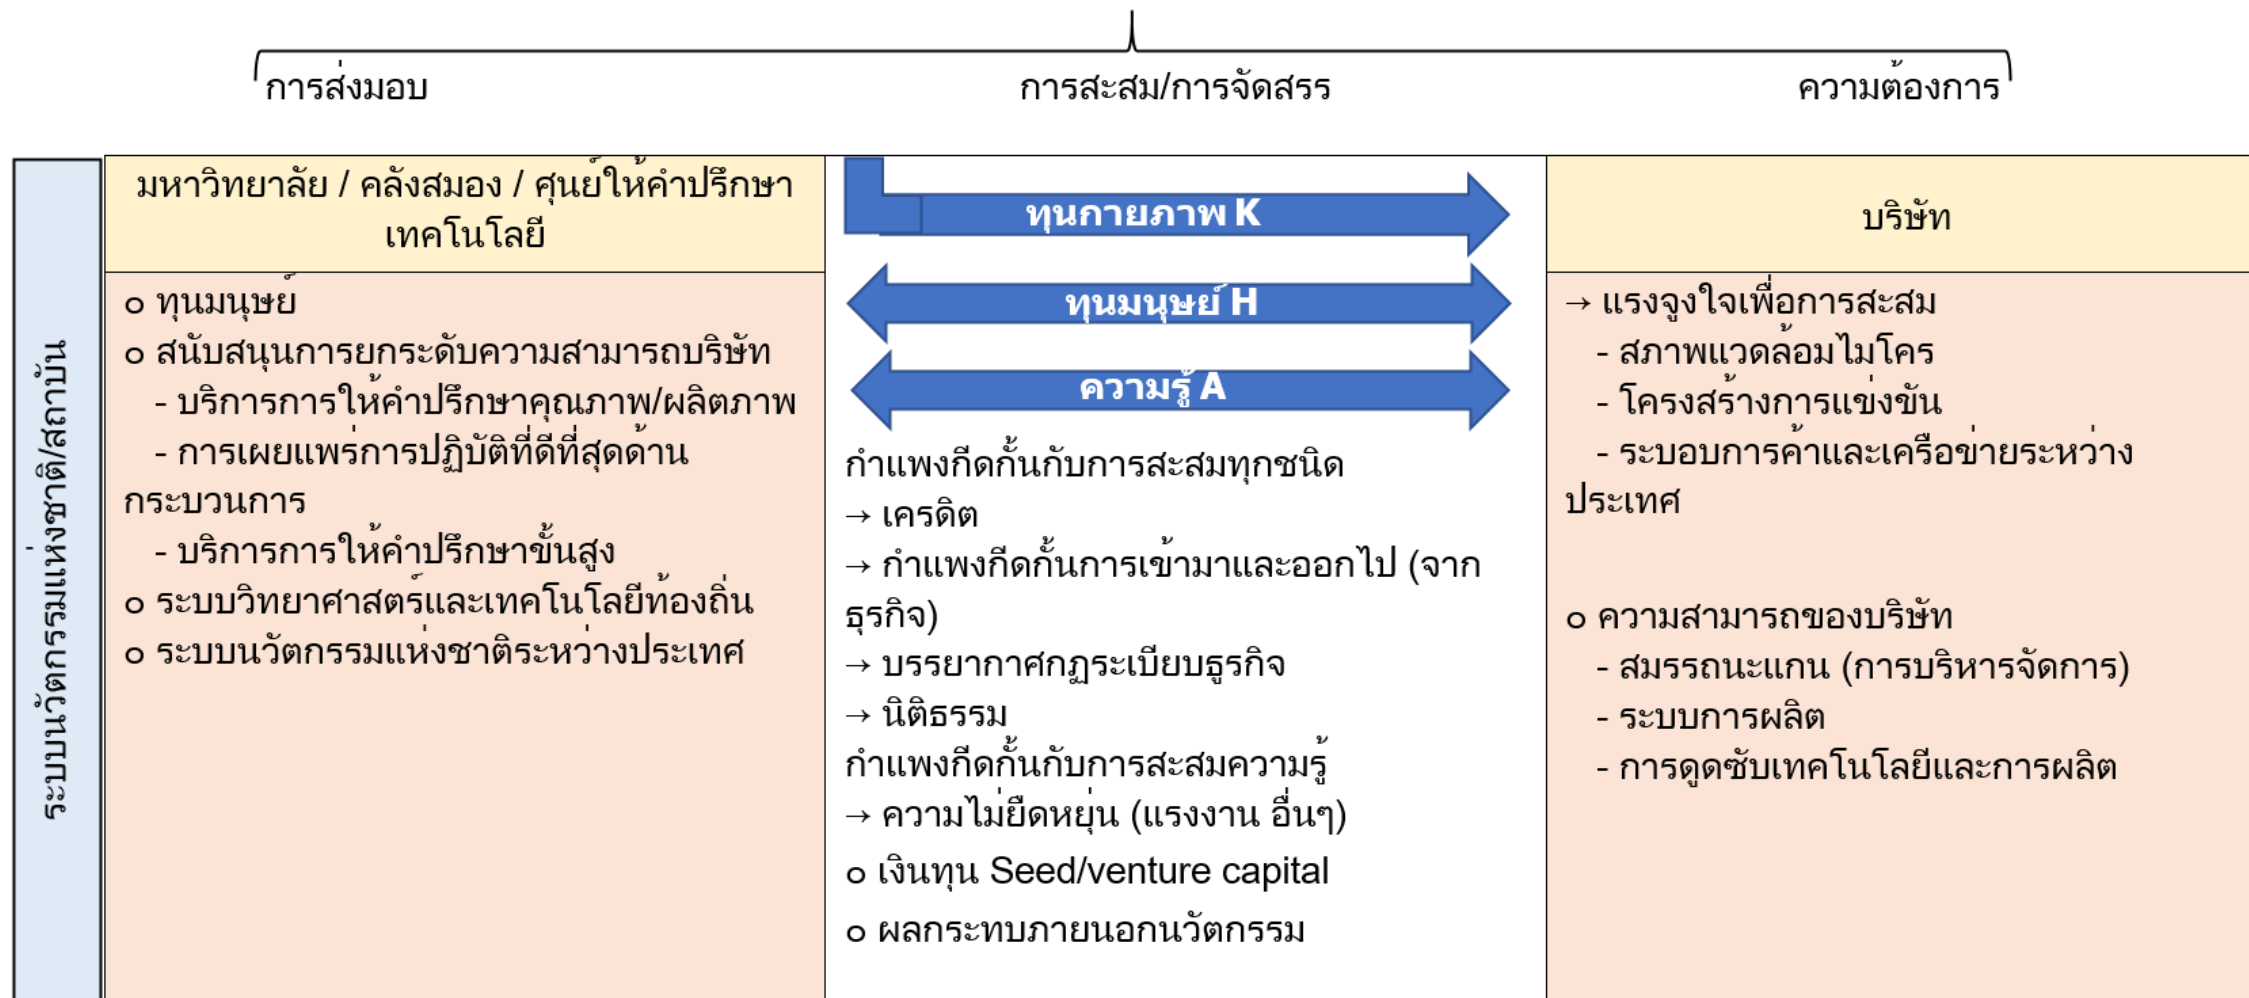 การส่งมอบ
การสะสม/การจัดสรร
ความต้องการ
ระบบนวัตกรรมแห่งชาติ/สถาบัน
มหาวิทยาลัย / คลังสมอง / ศูนย์ให้คำปรึกษา
เทคโนโลยี
o ทุนมนุษย์
o สนับสนุนการยกระดับความสามารถบริษัท
- บริการการให้คำปรึกษาคุณภาพ/ผลิตภาพ
- การเผยแพร่การปฏิบัติที่ดีที่สุดด้าน
กระบวนการ
- บริการการให้คำปรึกษาขั้นสูง
o ระบบวิทยาศาสตร์และเทคโนโลยีท้องถิ่น
o ระบบนวัตกรรมแห่งชาติระหว่างประเทศ
ทุนกายภาพ K
ทุนมนุษย์ H
ความรู้ A
กำแพงกีดกั้นกับการสะสมทุกชนิด
→ เครดิต
→ กำแพงกีดกั้นการเข้ามาและออกไป (จาก
ธุรกิจ)
→ บรรยากาศกฏระเบียบธูรกิจ
→ นิติธรรม
กำแพงกีดกั้นกับการสะสมความรู้
→ ความไม่ยืดหยุ่น (แรงงาน อื่นๆ)
o เงินทุน Seed/venture capital
o ผลกระทบภายนอกนวัตกรรม
บริษัท
→ แรงจูงใจเพื่อการสะสม
- สภาพแวดล้อมไมโคร
- โครงสร้างการแข่งขัน
- ระบอบการค้าและเครือข่ายระหว่าง
ประเทศ
o ความสามารถของบริษัท
- สมรรถนะแกน (การบริหารจัดการ)
- ระบบการผลิต
- การดูดซับเทคโนโลยีและการผลิต